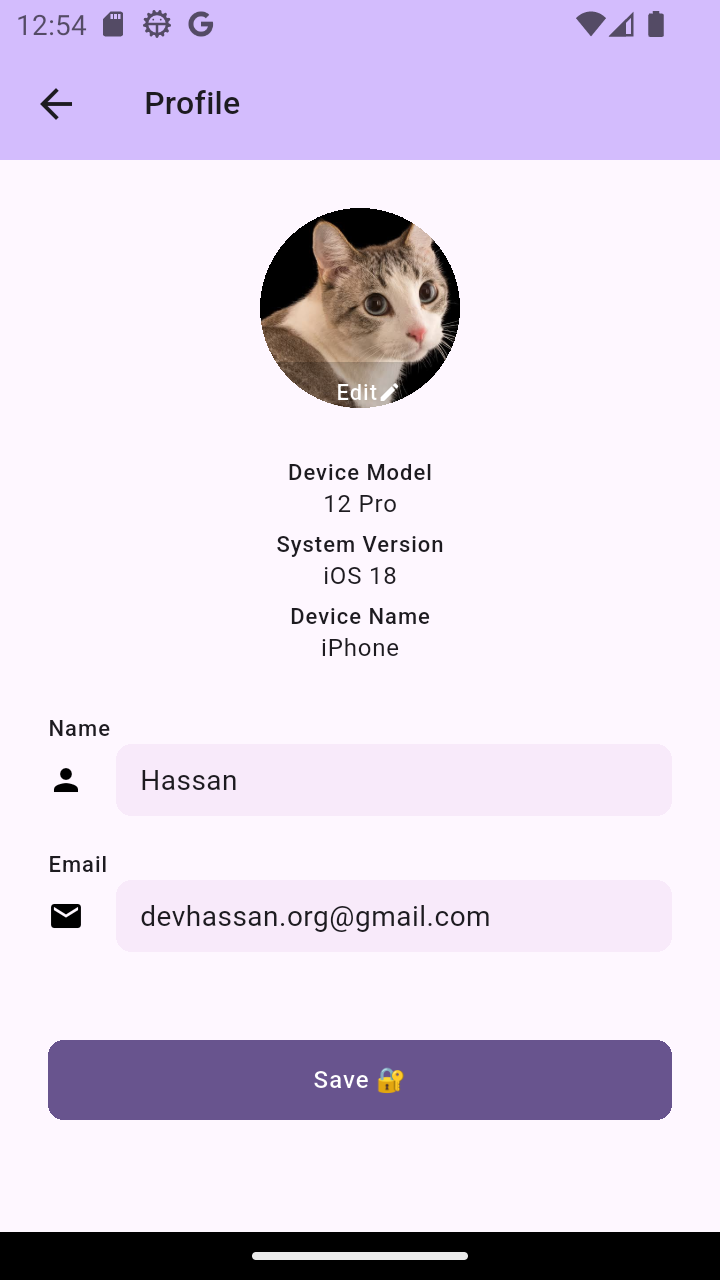 12:54
Profile
Edit
Device Model
12 Pro
System Version
iOS 18
Device Name
iPhone
Name
Hassan
Email
devhassan.org@gmail.com
Save 🔐